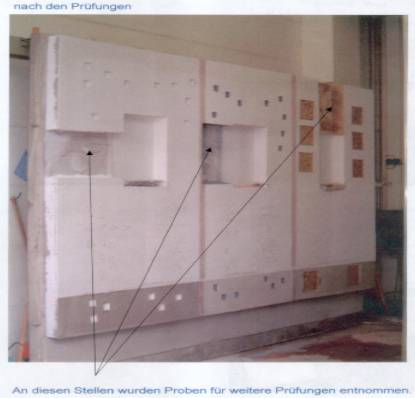 nach den Prüfungen
An diesen Stellen wurden Proben für weitere Prüfungen entnommen.